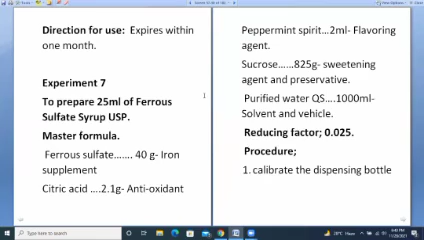 Direction for use: Expires within
one month.
Experiment 7
To prepare 25ml of Ferrous
Sulfate Syrup USP.
Master formula.
Ferrous sulfate....... 40 g- Iron
supplement
Citric acid ....2.1g- Anti-oxidant
Peppermint spirit...2ml- Flavoring
agent.
Sucrose......825g- sweetening
agent and preservative.
Purified water QS....1000ml-
Solvent and vehicle.
Reducing factor; 0.025.
Procedure;
1. calibrate the dispensing bottle
Type here to search